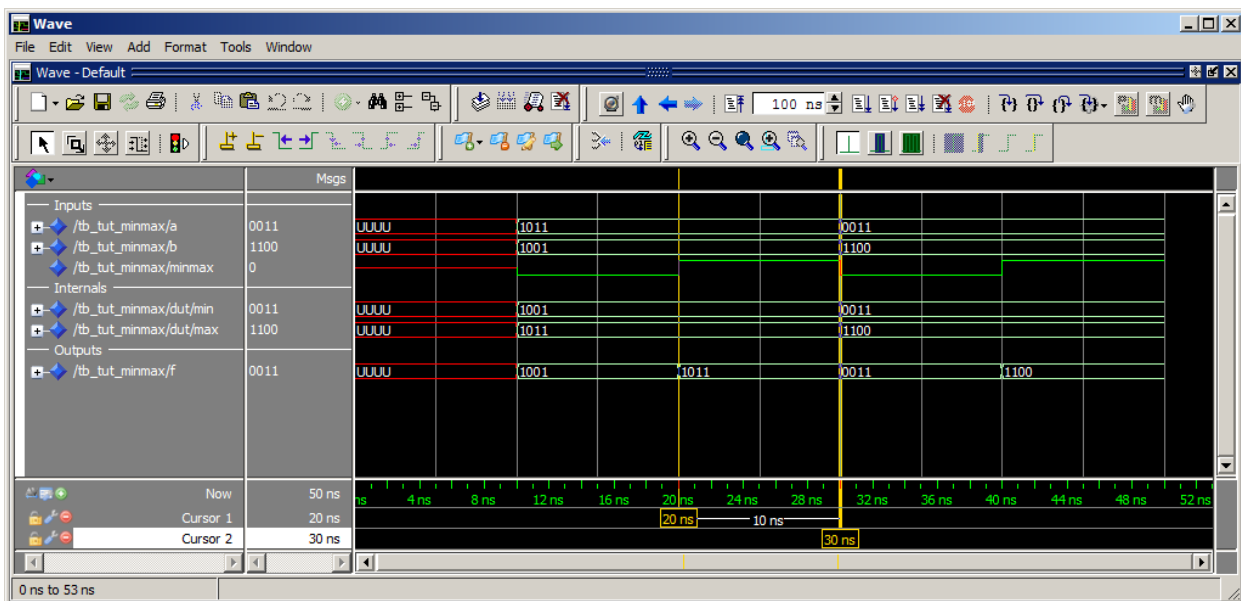 Wave
File Edit View Add Format Tools Window
Wave - Default
100 ns
Msgs
Inputs
/tb_tut_minmax/a 0011 UUUU 1011 0011
/tb_tut_minmax/b 1100 UUUU 1001 1100
/tb_tut_minmax/minmax 0
Internals
/tb_tut_minmax/dut/min 0011 UUUU 1001 0011
/tb_tut_minmax/dut/max 1100 UUUU 1011 1100
Outputs
/tb_tut_minmax/f 0011 UUUU 1001 1011 0011 1100
Now 50 ns ns 4 ns 8 ns 12 ns 16 ns 20 ns 24 ns 28 ns 32 ns 36 ns 40 ns 44 ns 48 ns 52 ns
Cursor 1 20 ns 20 ns 10 ns
Cursor 2 30 ns 30 ns
0 ns to 53 ns